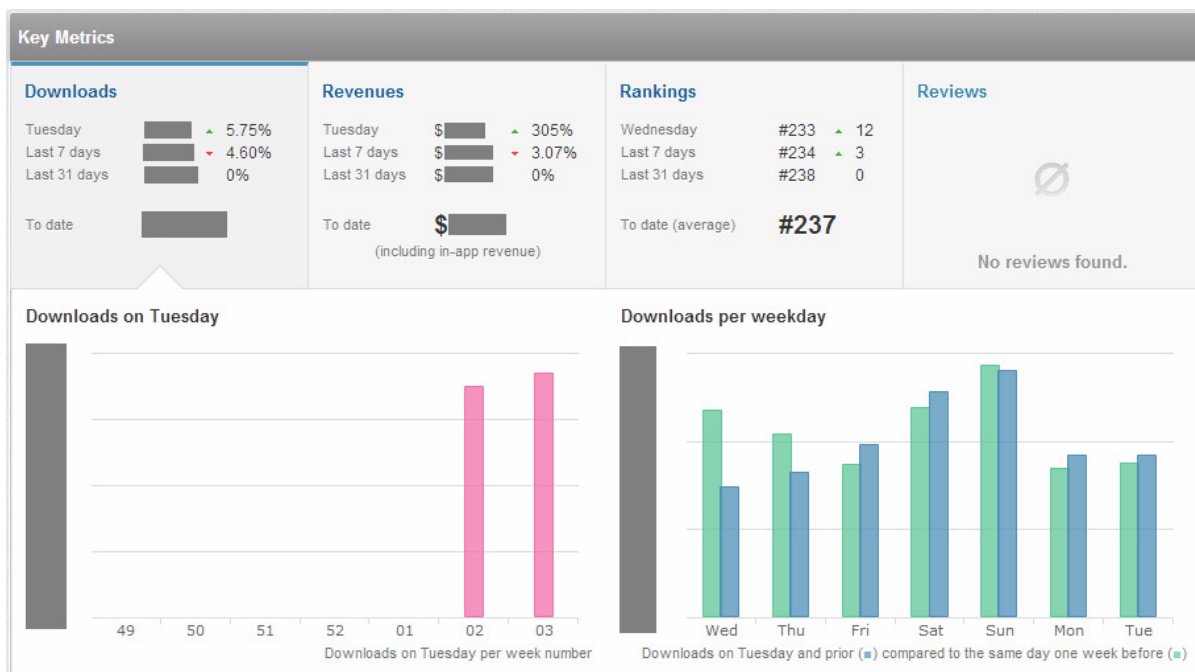 Key Metrics
Downloads
Tuesday 5.75%
Last 7 days 4.60%
Last 31 days 0%
To date
Revenues
Tuesday $ 305%
Last 7 days $ 3.07%
Last 31 days $ 0%
To date $
(including in-app revenue)
Rankings
Wednesday #233 12
Last 7 days #234 3
Last 31 days #238 0
To date (average) #237
Reviews
No reviews found.
Downloads on Tuesday
49 50 51 52 01 02 03
Downloads on Tuesday per week number
Downloads per weekday
Wed Thu Fri Sat Sun Mon Tue
Downloads on Tuesday and prior (■) compared to the same day one week before (■)